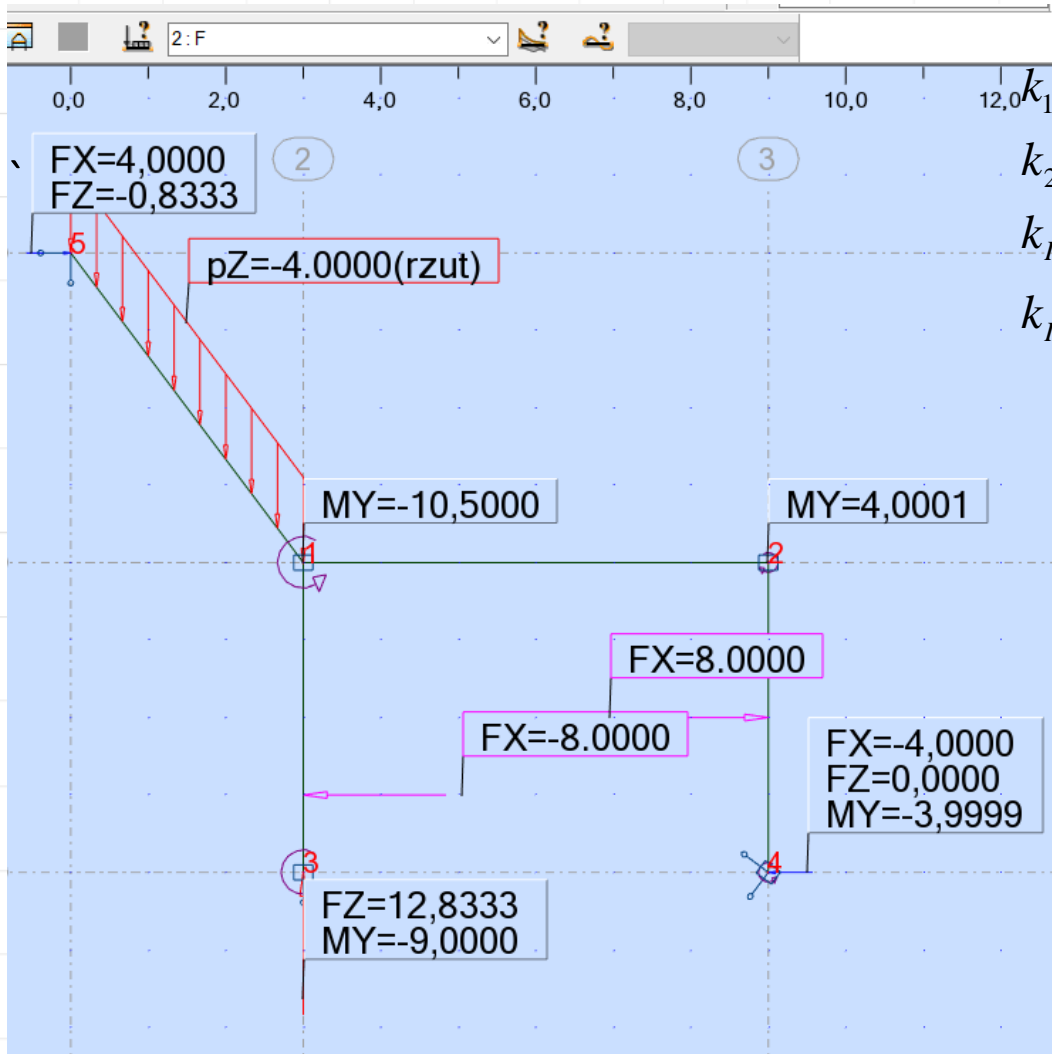 2 : F
0,0 2,0 4,0 6,0 8,0 10,0 12,0
k1
k2
2
3
FX=4,0000
FZ=-0,8333
5
pZ=-4.0000(rzut)
MY=-10,5000
MY=4,0001
1
2
FX=8.0000
FX=-8.0000
FX=-4,0000
FZ=0,0000
MY=-3,9999
3
4
FZ=12,8333
MY=-9,0000